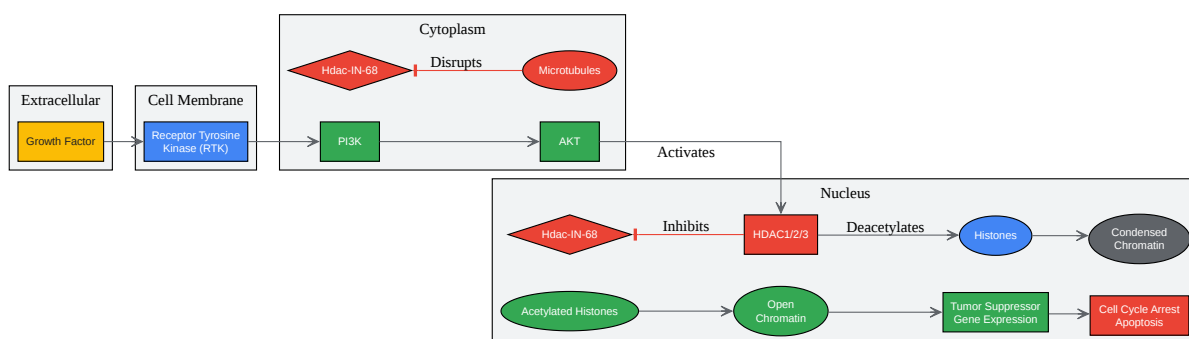 Cytoplasm
Hdac-IN-68
Disrupts
Microtubules
Extracellular
Cell Membrane
Growth Factor
Receptor Tyrosine
Kinase (RTK)
PI3K
AKT
Activates
Nucleus
Hdac-IN-68
Inhibits
HDAC1/2/3
Deacetylates
Histones
Condensed
Chromatin
Acetylated Histones
Open
Chromatin
Tumor Suppressor
Gene Expression
Cell Cycle Arrest
Apoptosis